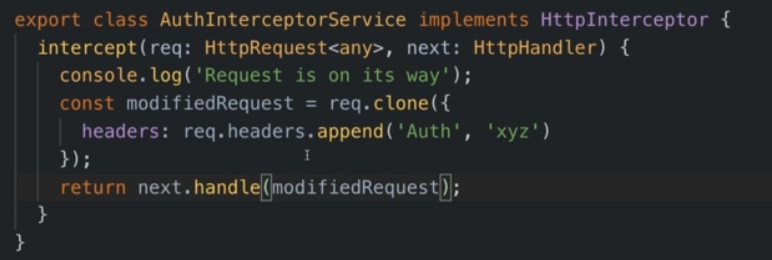 export class AuthInterceptorService implements HttpInterceptor {
  intercept(req: HttpRequest<any>, next: HttpHandler) {
    console.log('Request is on its way');
    const modifiedRequest = req.clone({
      headers: req.headers.append('Auth', 'xyz')
    });
    return next.handle(modifiedRequest);
  }
}